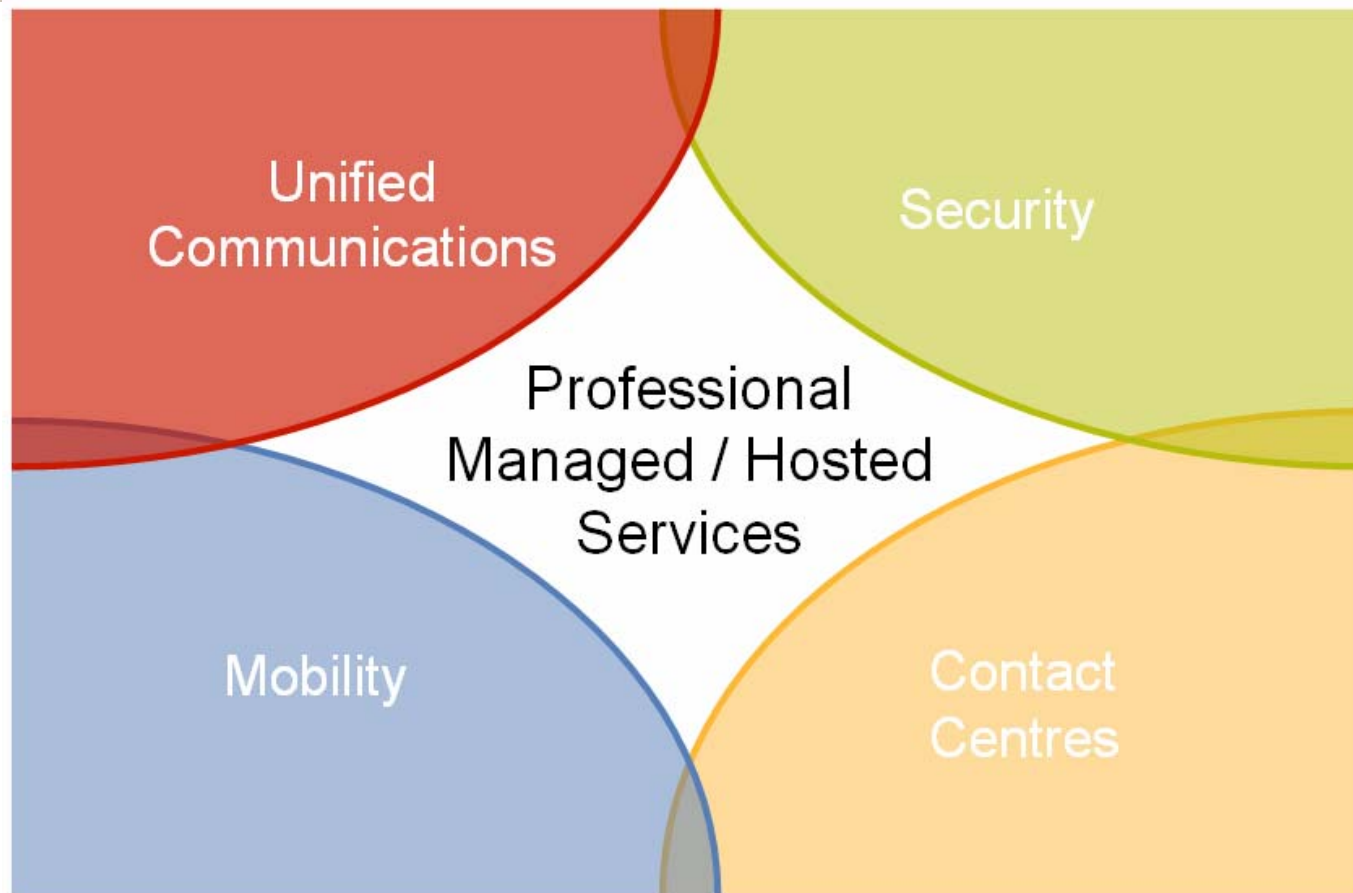 Unified
Communications
Security
Professional
Managed / Hosted
Services
Mobility
Contact
Centres